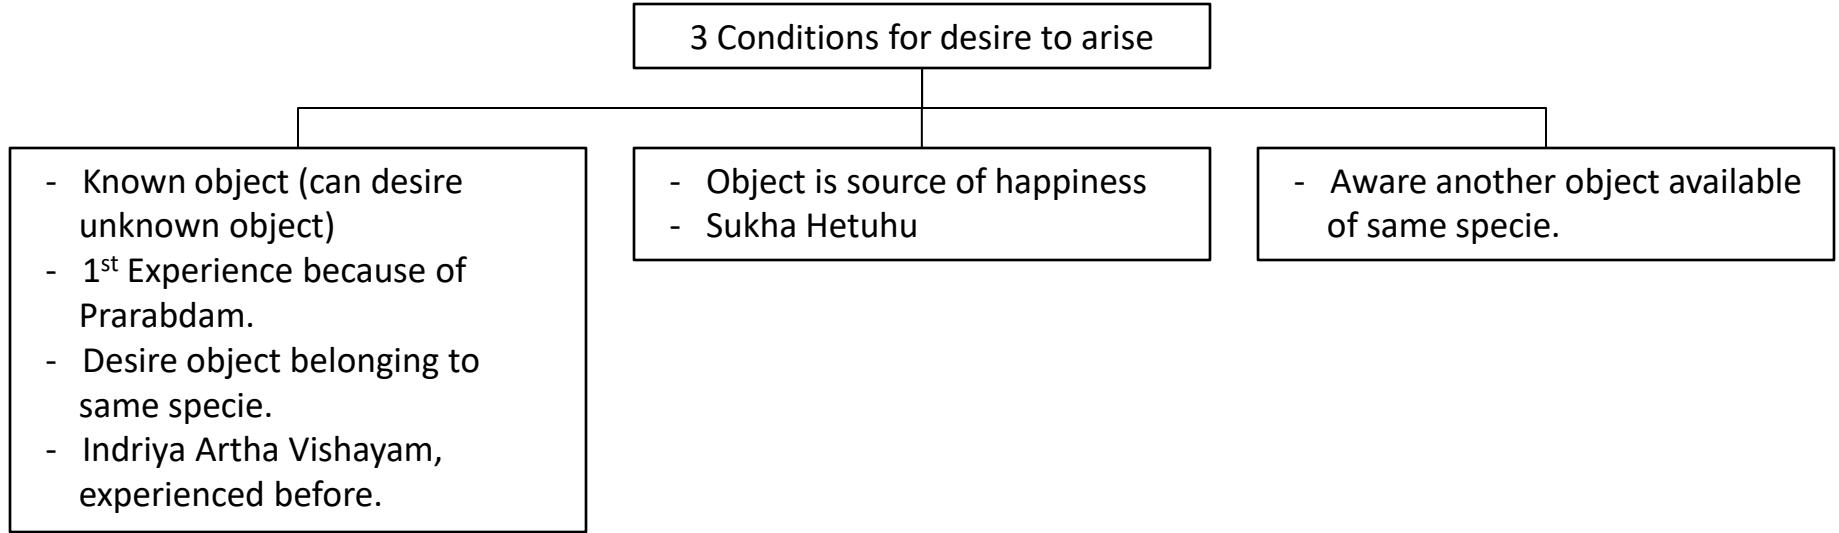 3 Conditions for desire to arise
- Known object (can desire
unknown object)
- 1st Experience because of
Prarabdam.
- Desire object belonging to
same specie.
- Indriya Artha Vishayam,
experienced before.
- Object is source of happiness
- Sukha Hetuhu
- Aware another object available
of same specie.